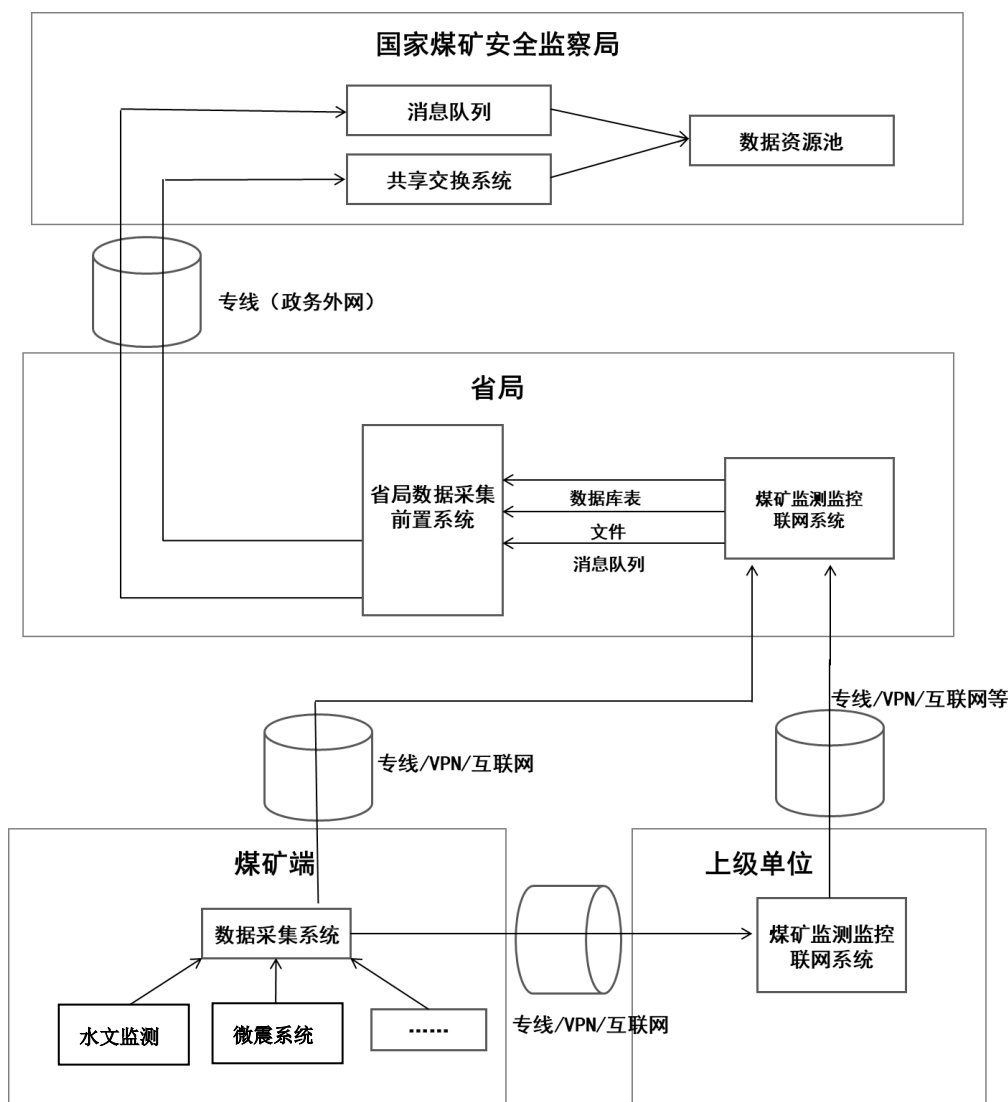 国家煤矿安全监察局
消息队列
数据资源池
共享交换系统
专线（政务外网）
省局
省局数据采集
前置系统
数据库表
文件
消息队列
煤矿监测监控
联网系统
专线/VPN/互联网等
专线/VPN/互联网
煤矿端
上级单位
数据采集系统
煤矿监测监控
联网系统
水文监测
微震系统
……
专线/VPN/互联网